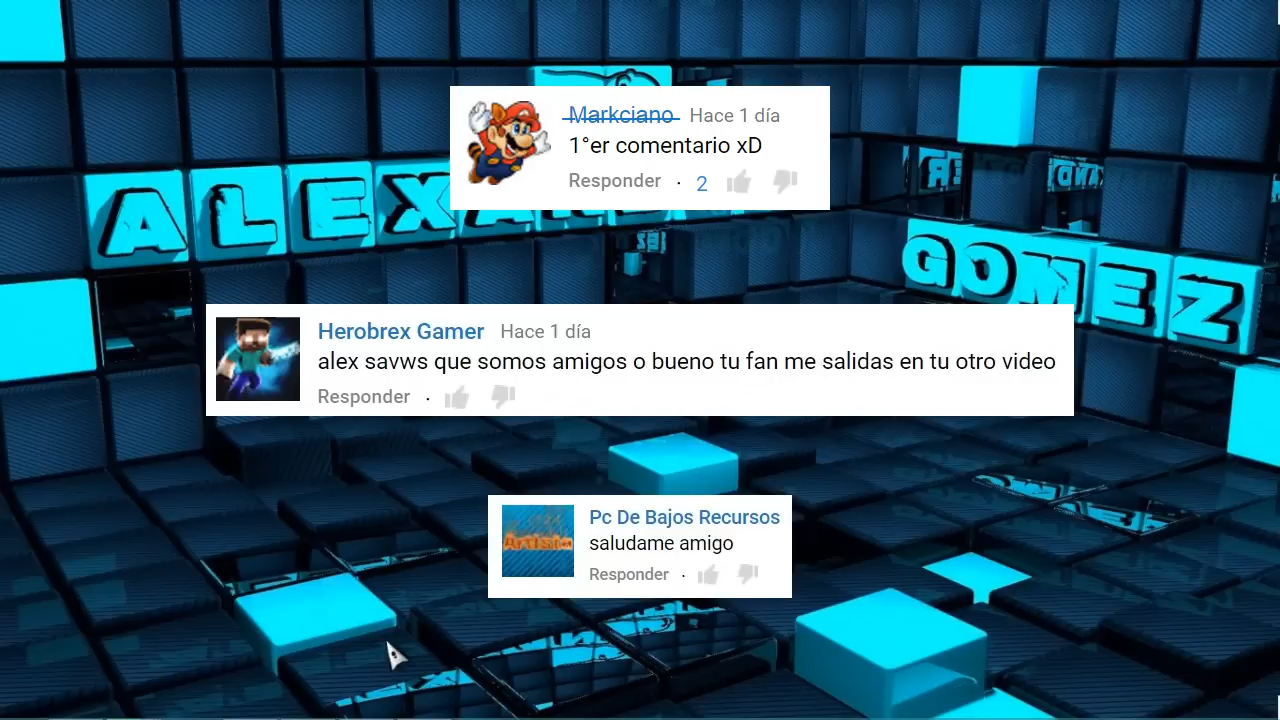 Markciano Hace 1 día
1°er comentario xD
Responder · 2
ALEXA
GOMEZ
Herobrex Gamer Hace 1 día
alex savws que somos amigos o bueno tu fan me salidas en tu otro video
Responder ·
Pc De Bajos Recursos
saludame amigo
Responder ·